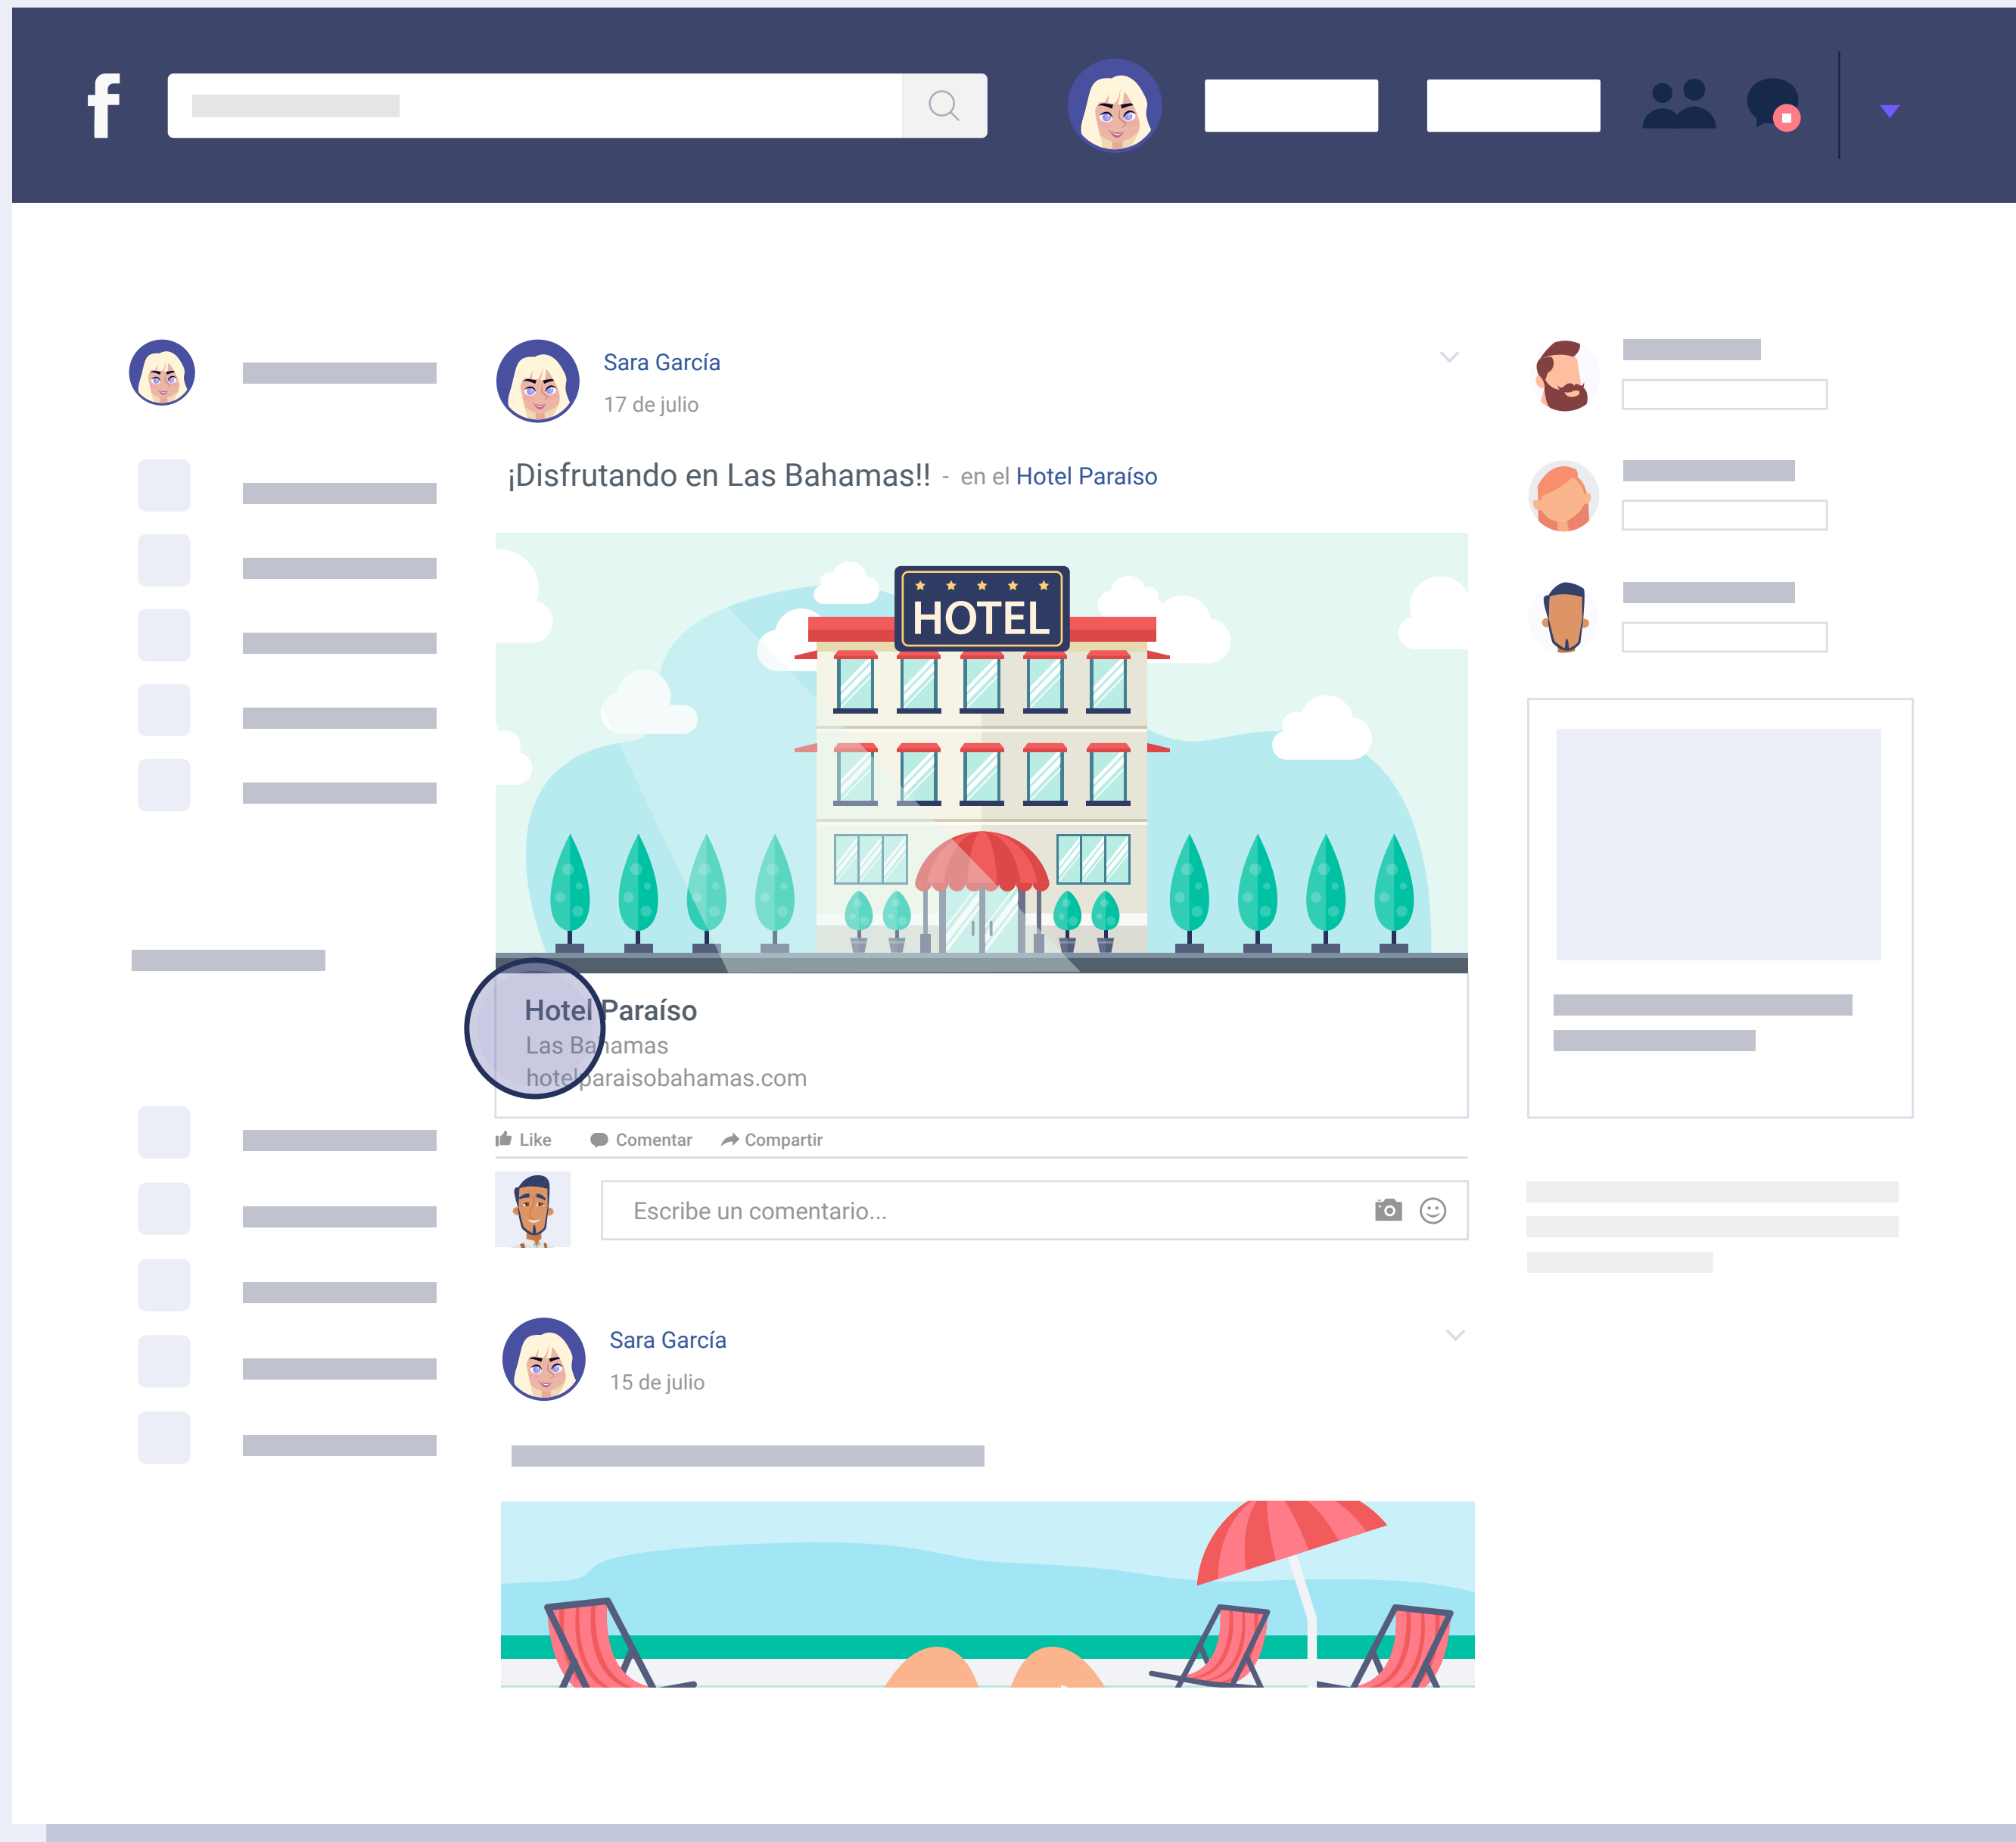 f
Sara García
17 de julio
¡Disfrutando en Las Bahamas!! - en el Hotel Paraíso
HOTEL
Hotel Paraíso
Las Bahamas
hotelparaisobahamas.com
Like Comentar Compartir
Escribe un comentario...
Sara García
15 de julio